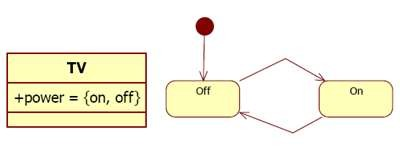 TV
+power = {on, off}
Off
On